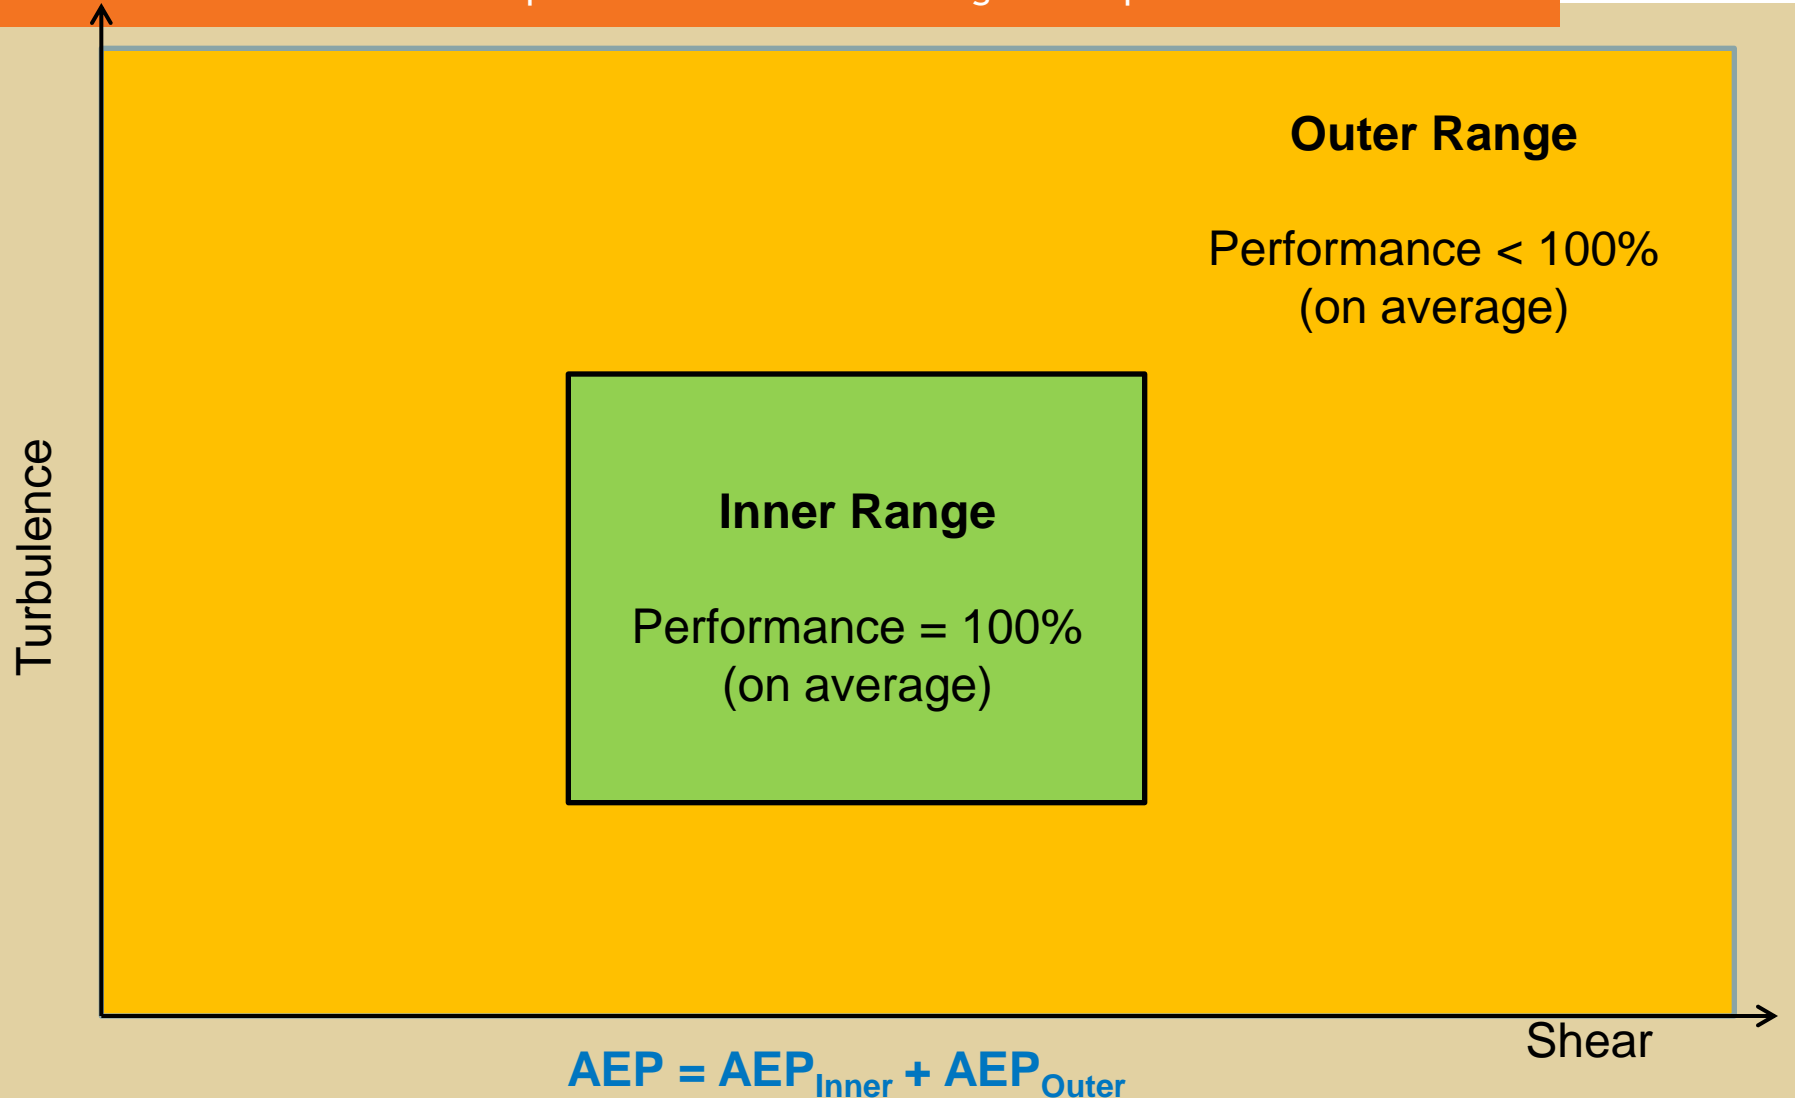 Outer Range
Performance < 100%
(on average)
Inner Range
Performance = 100%
(on average)
Turbulence
Shear
AEP = AEPInner + AEPOuter